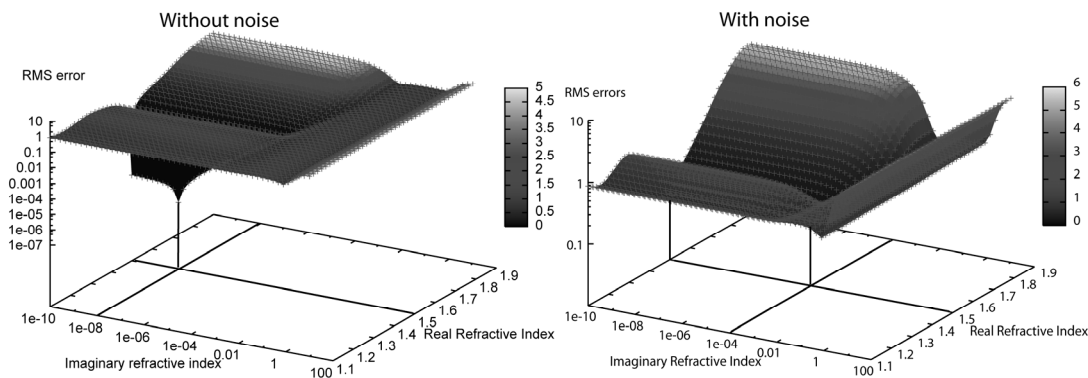 Without noise
RMS error
10
1
0.1
0.01
0.001
1e-04
1e-05
1e-06
1e-07
5
4.5
4
3.5
3
2.5
2
1.5
1
0.5
0
1e-10
1e-08
1e-06
1e-04
0.01
1
100
Imaginary refractive index
1.1
1.2
1.3
1.4
1.5
1.6
1.7
1.8
1.9
Real Refractive Index
With noise
RMS errors
10
1
0.1
6
5
4
3
2
1
0
1e-10
1e-08
1e-06
1e-04
0.01
1
100
Imaginary Refractive Index
1.1
1.2
1.3
1.4
1.5
1.6
1.7
1.8
1.9
Real Refractive Index